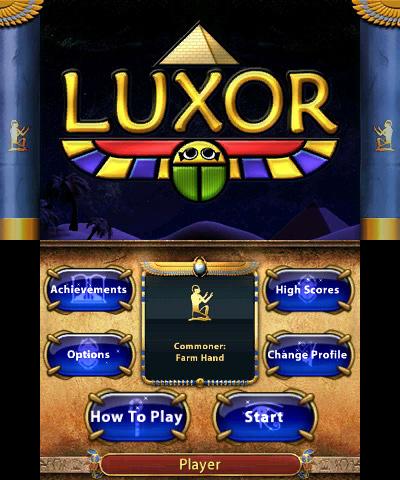 LUXOR
Achievements
High Scores
Commoner:
Farm Hand
Options
Change Profile
How To Play
Start
Player